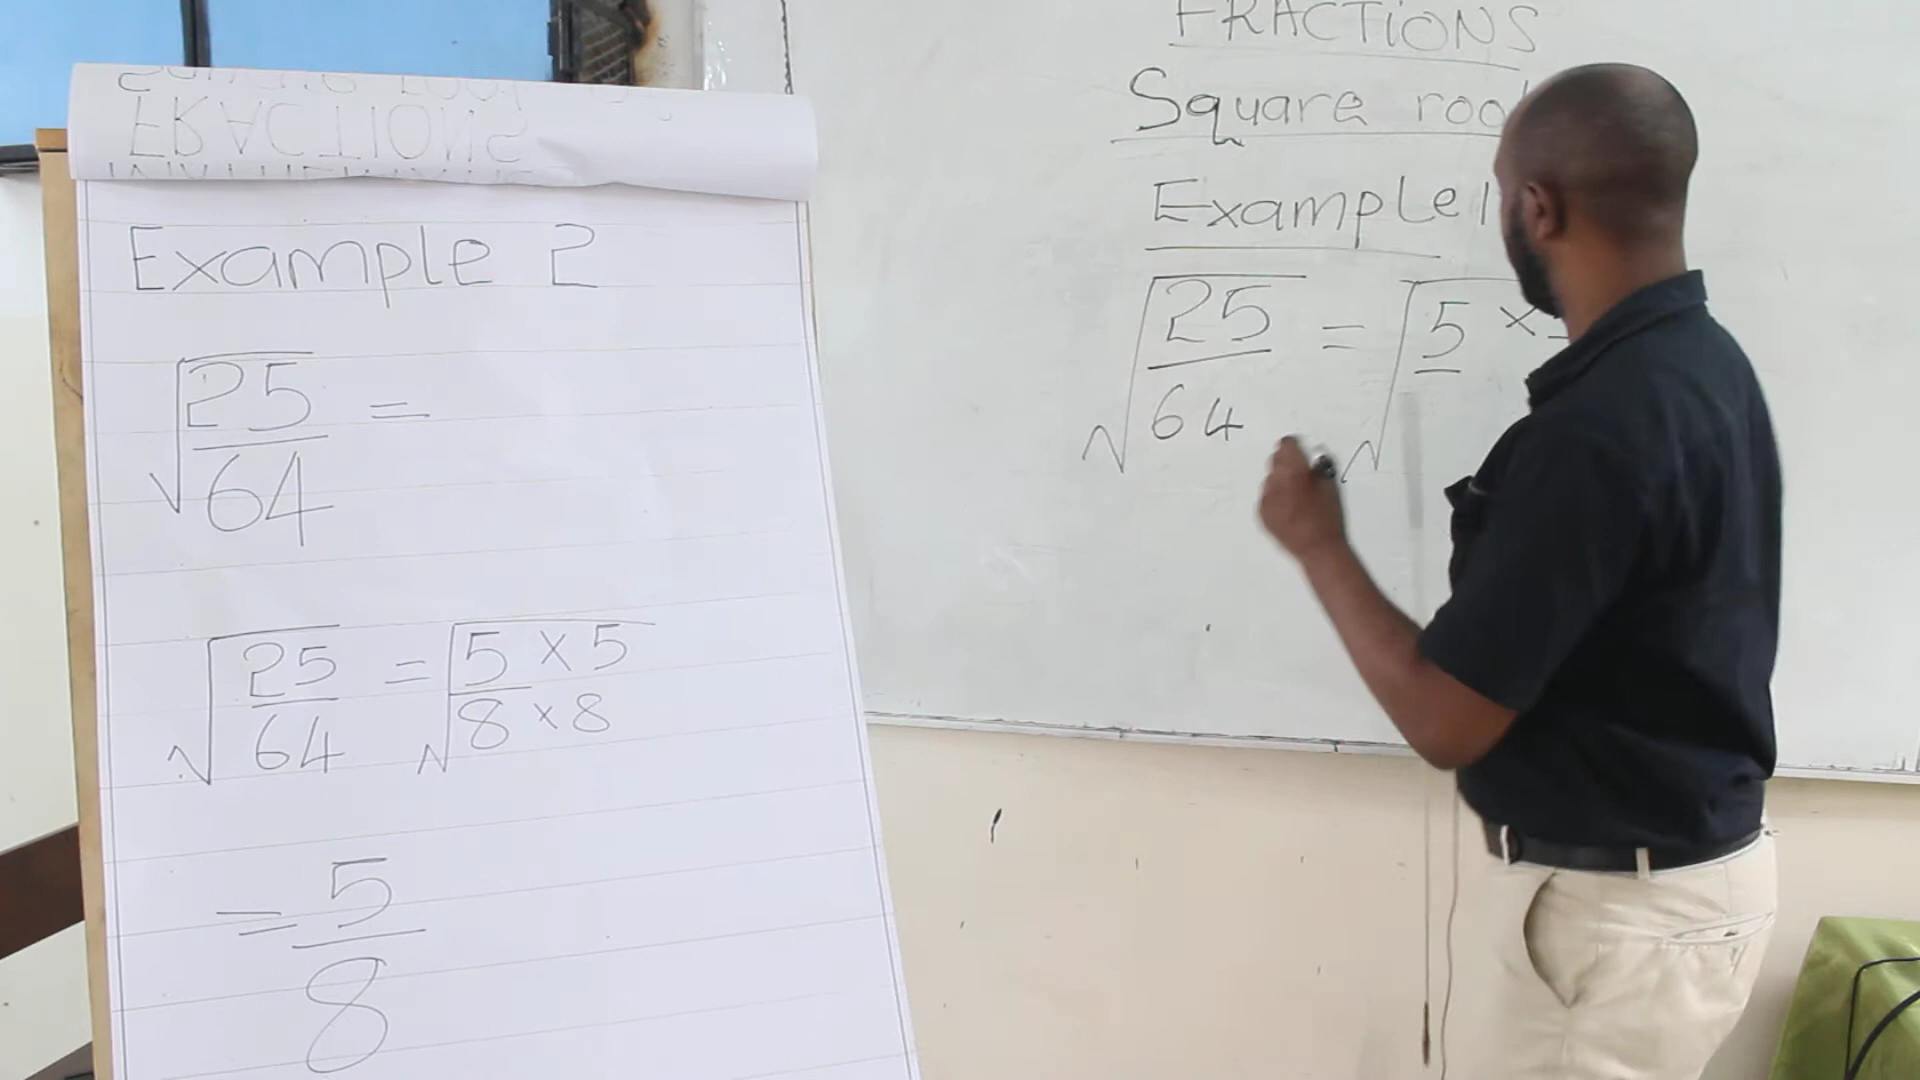 FRACTIONS
Example 2
√25/64 =
√25/64 = √5 × 5/8 × 8
= 5/8
FRACTIONS
Square
Example 1
√25/64 = √5 ×